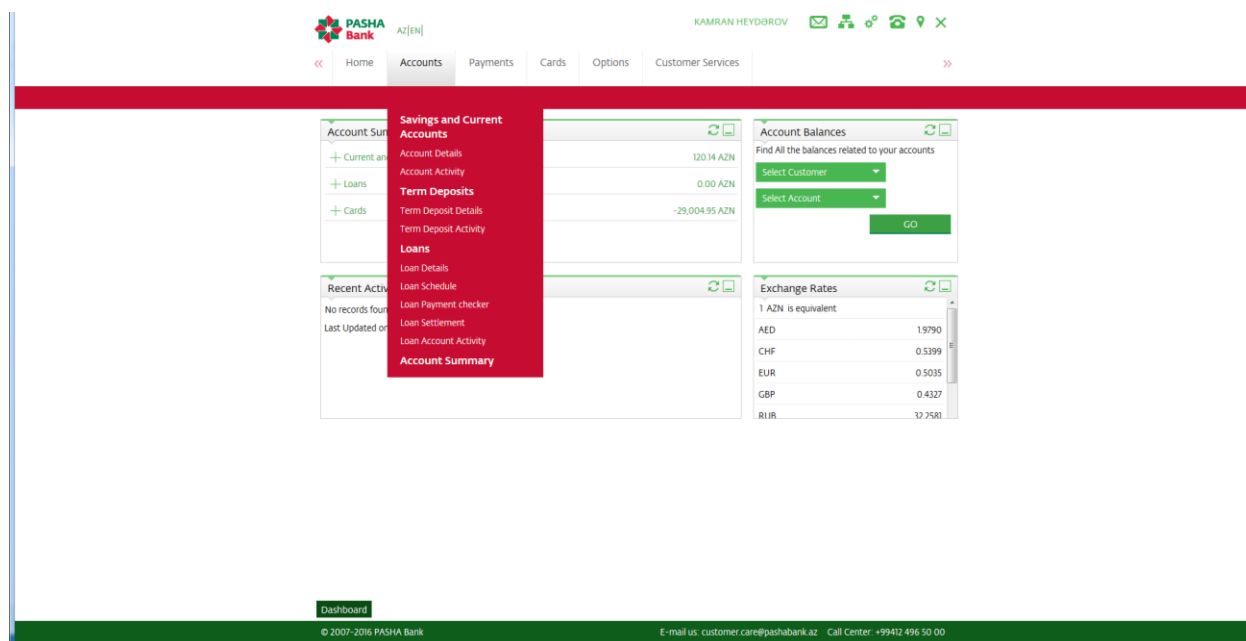 PASHA
Bank
AZ|EN|
KAMRAN HEYDƏROV
Home Accounts Payments Cards Options Customer Services
Savings and Current
Accounts
Account Details
Account Activity
Term Deposits
Term Deposit Details
Term Deposit Activity
Loans
Loan Details
Loan Schedule
Loan Payment checker
Loan Settlement
Loan Account Activity
Account Summary
Account Sum
Current an 120.14 AZN
Loans 0.00 AZN
Cards -29,004.95 AZN
Account Balances
Find All the balances related to your accounts
Select Customer
Select Account
GO
Recent Activ
No records foun
Last Updated on
Exchange Rates
1 AZN is equivalent
AED 1.9790
CHF 0.5399
EUR 0.5035
GBP 0.4327
RUB 32.2581
Dashboard
© 2007-2016 PASHA Bank E-mail us: customer.care@pashabank.az Call Center: +99412 496 50 00